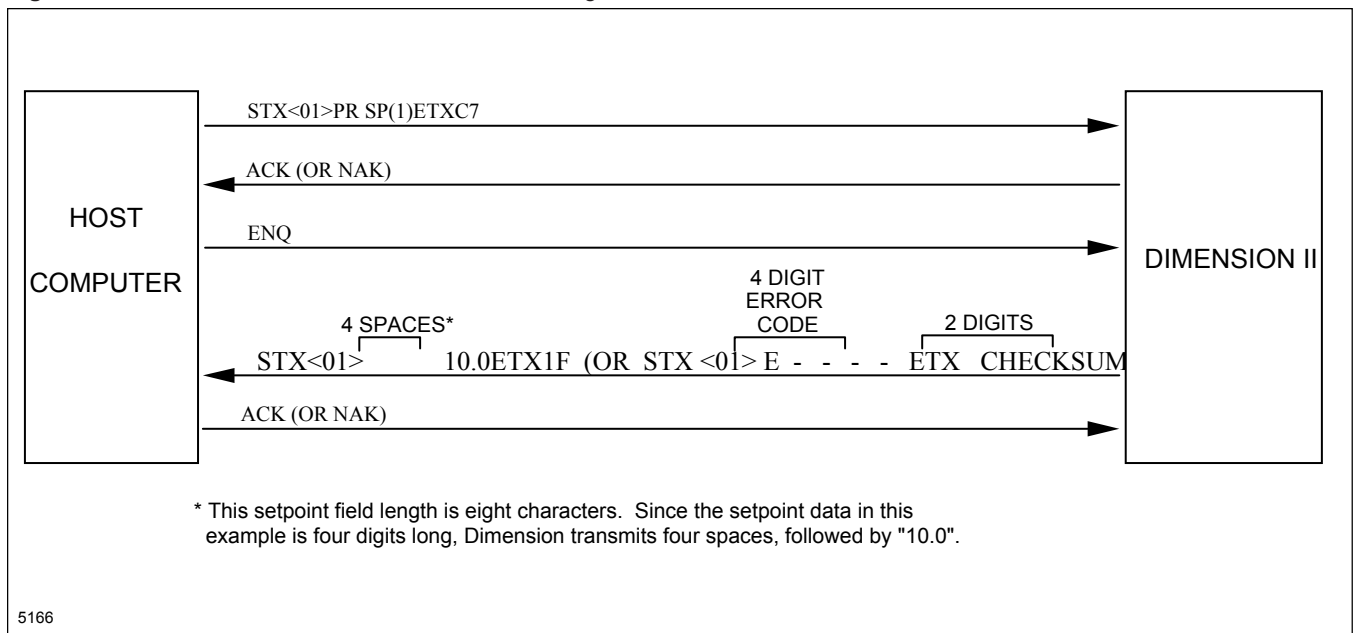 STX<01>PR SP(1)ETXC7
ACK (OR NAK)
HOST
COMPUTER
ENQ
DIMENSION II
4 DIGIT
ERROR
CODE
4 SPACES*
2 DIGITS
STX<01> 10.0ETX1F (OR STX <01> E - - - - ETX CHECKSUM
ACK (OR NAK)
* This setpoint field length is eight characters. Since the setpoint data in this
example is four digits long, Dimension transmits four spaces, followed by "10.0".
5166